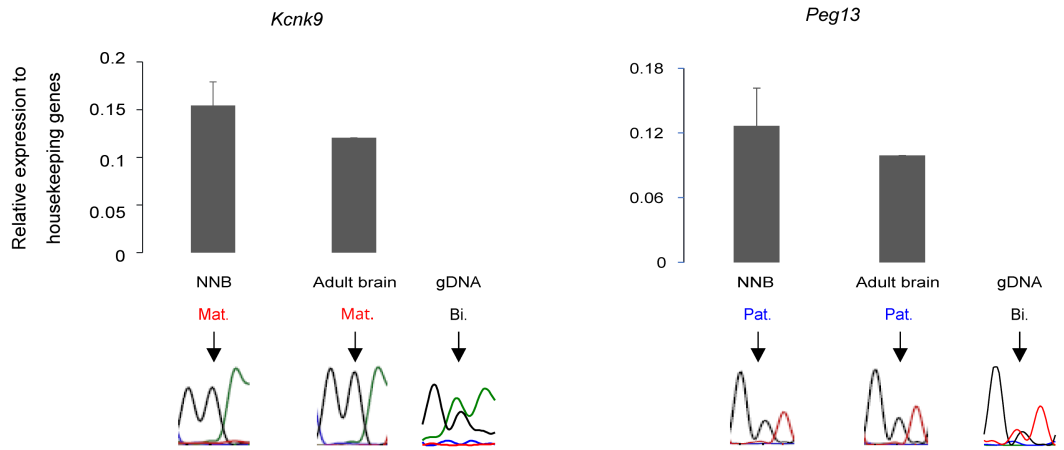 Kcnk9
Peg13
Relative expression to
housekeeping genes
0.2
0.15
0.1
0.05
0
0.18
0.12
0.06
0
NNB
Adult brain
gDNA
NNB
Adult brain
gDNA
Mat.
Mat.
Bi.
Pat.
Pat.
Bi.